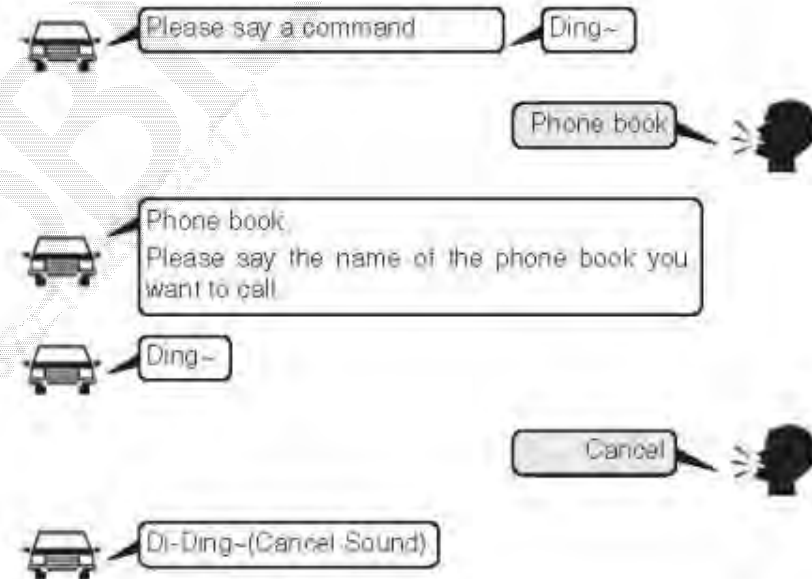 Please say a command
Ding~
Phone book
Phone book.
Please say the name of the phone book you
want to call.
Ding~
Cancel
Di-Ding~(Cancel Sound)